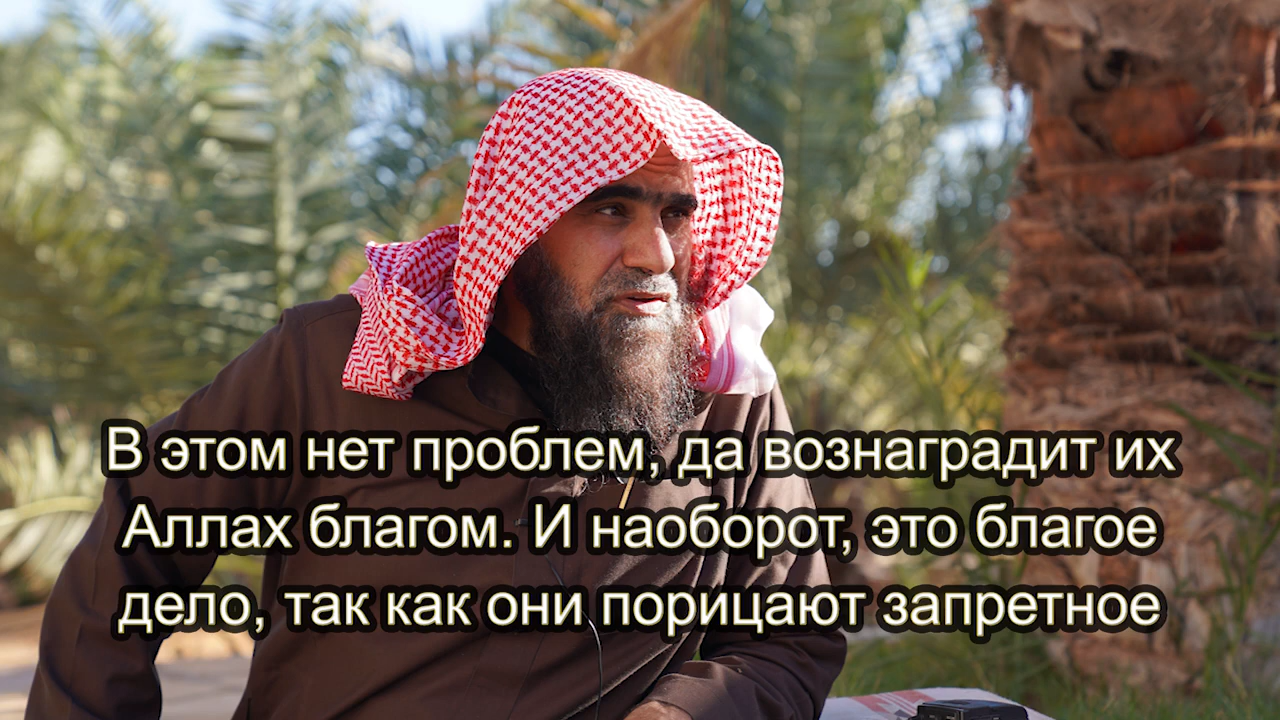 В этом нет проблем, да вознаградит их
Аллах благом. И наоборот, это благое
дело, так как они порицают запретное